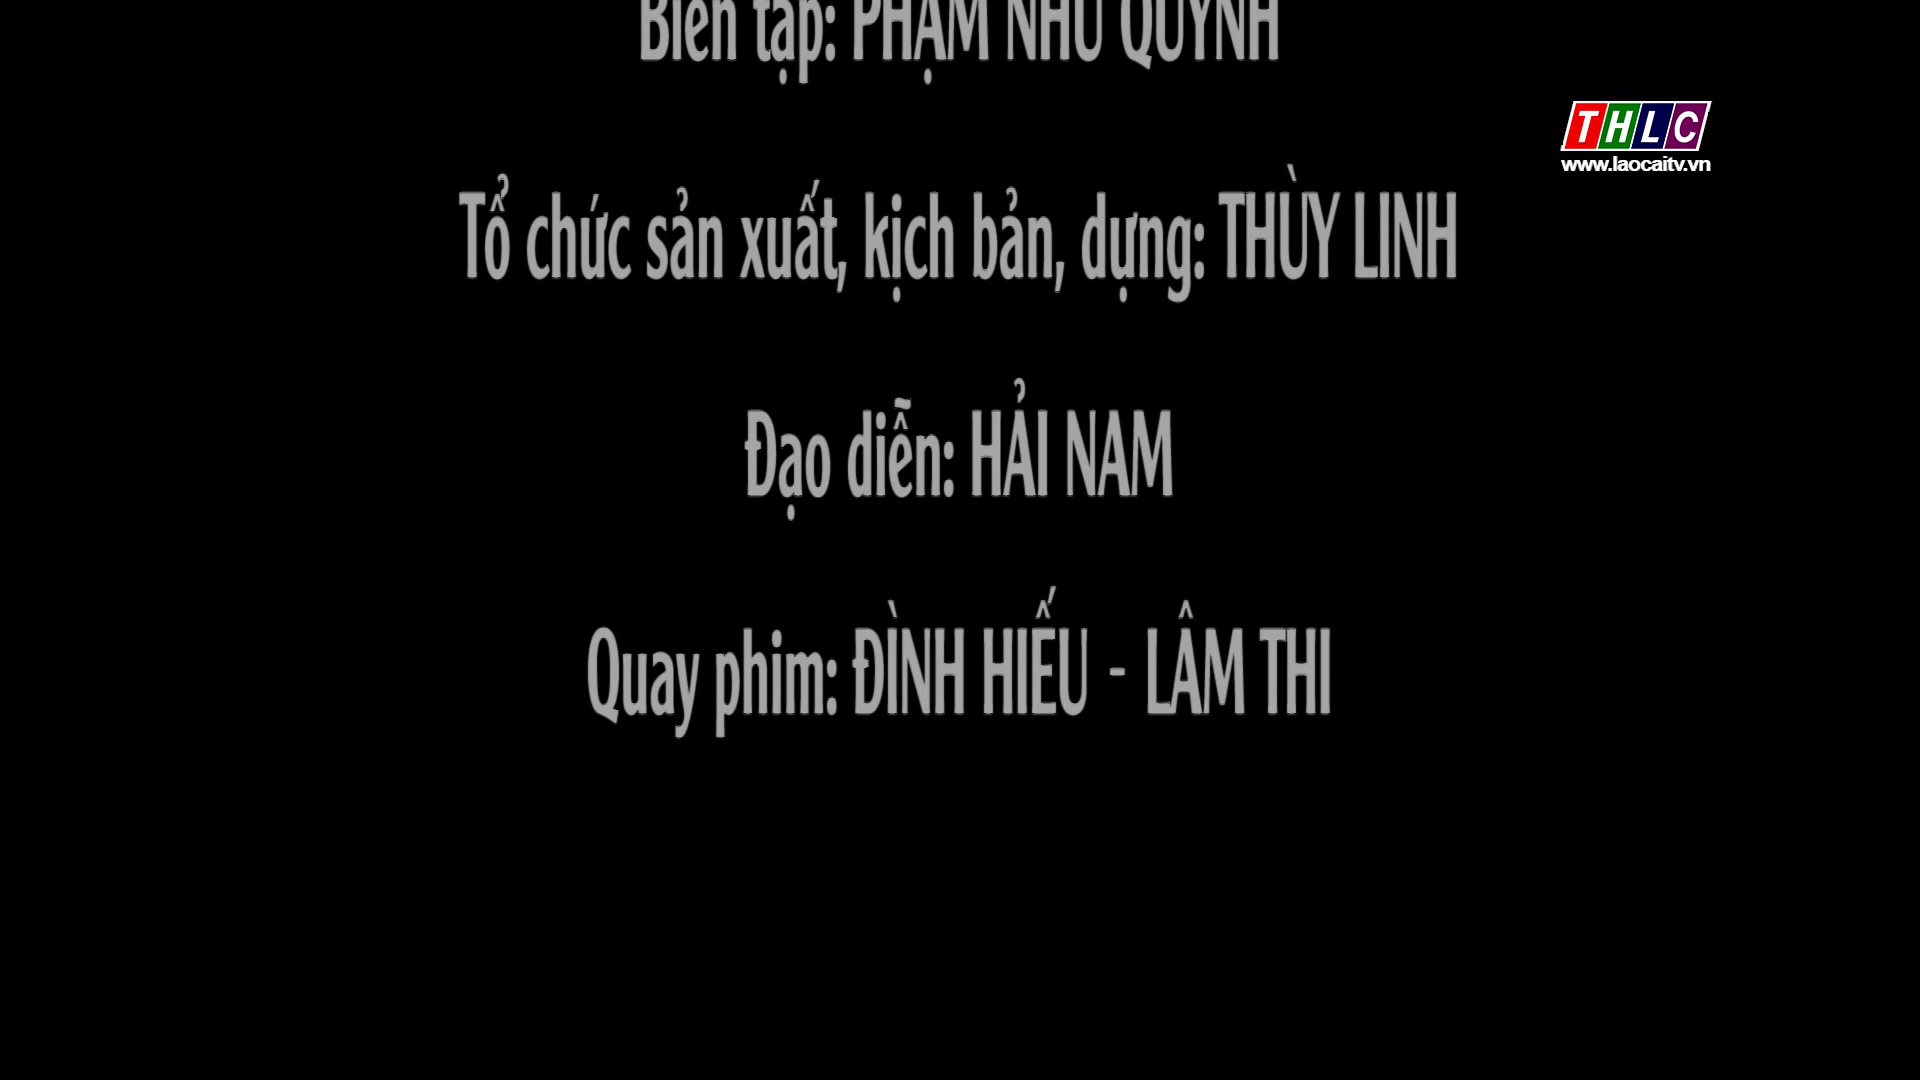 Biên tập: PHẠM NHƯ QUỲNH
THLC
www.laocaitv.vn
Tổ chức sản xuất, kịch bản, dựng: THÙY LINH
Đạo diễn: HẢI NAM
Quay phim: ĐÌNH HIẾU - LÂM THI